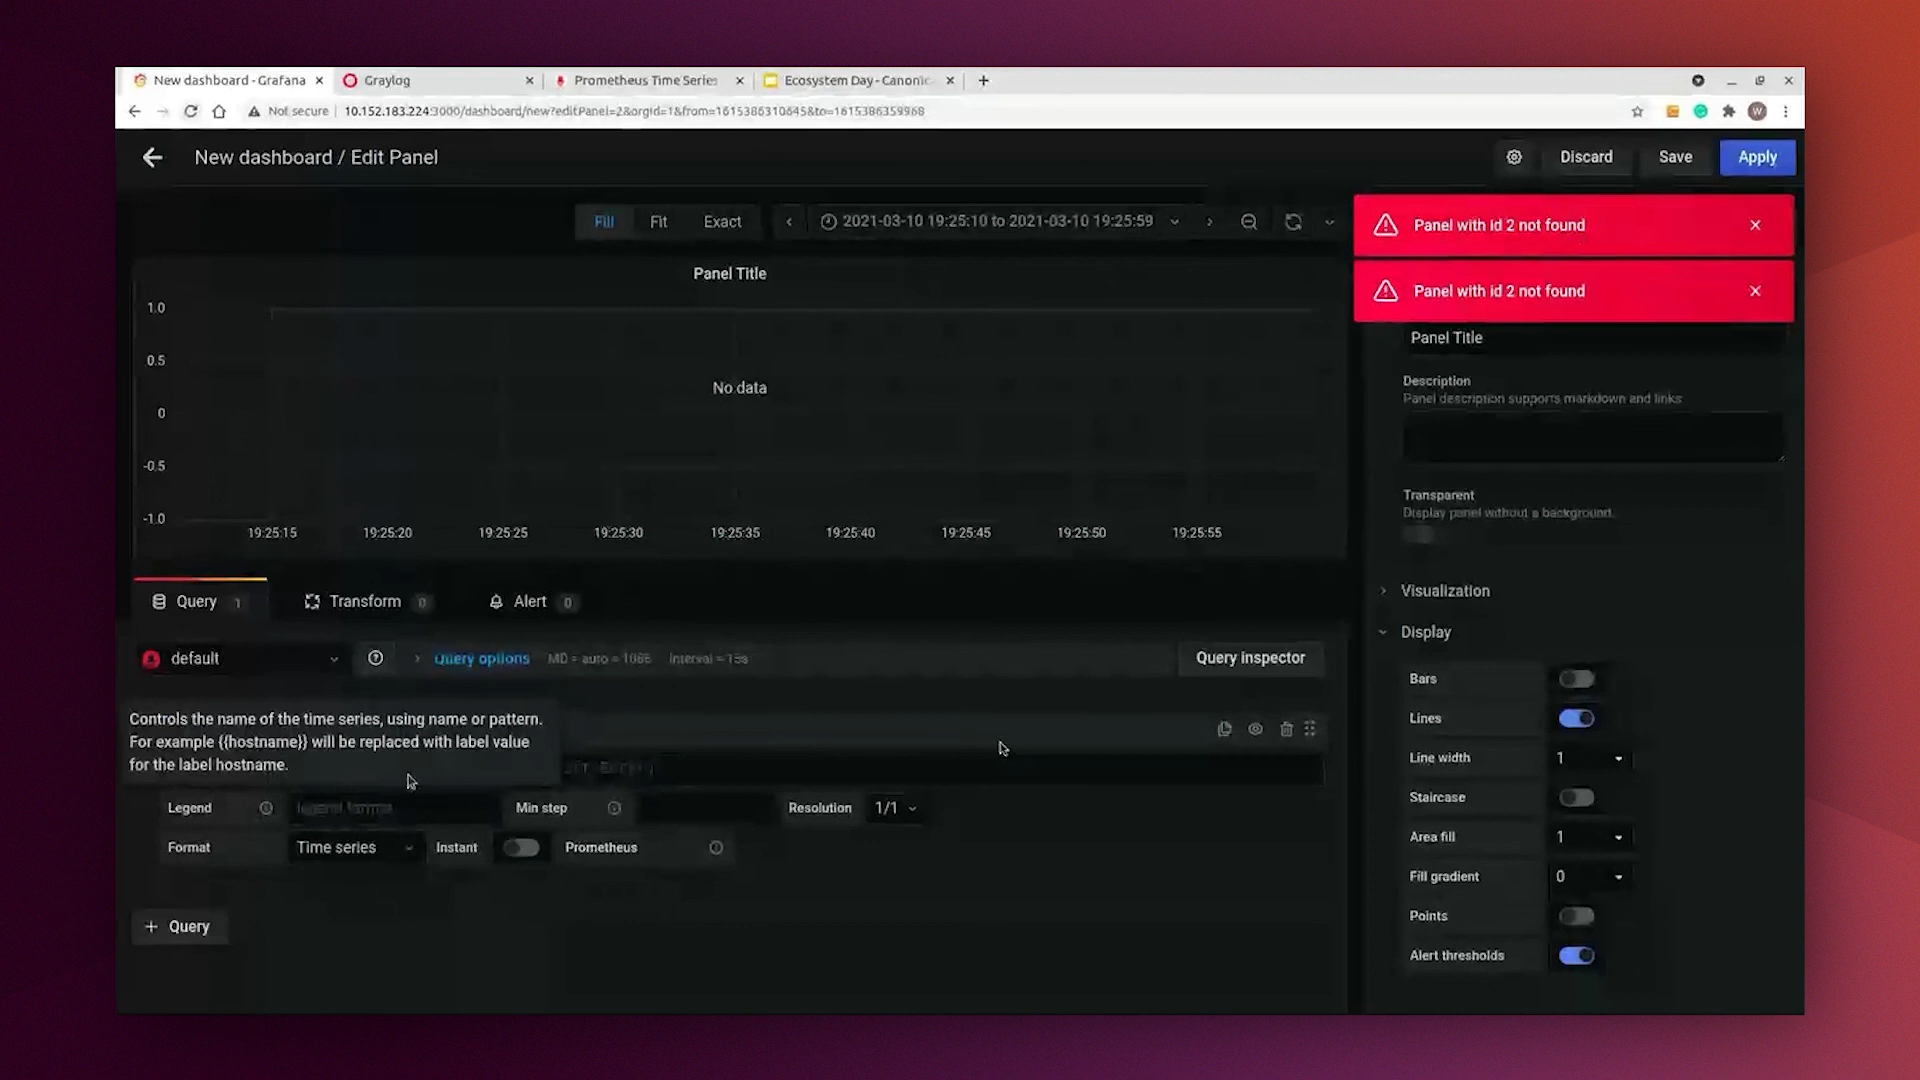 New dashboard - Grafana
Graylog
Prometheus Time Series
Ecosystem Day - Canonic
Not secure
10.152.183.224:3000/dashboard/new?editPanel=2&orgId=1&from=1615386310645&to=1615386359968
W
New dashboard / Edit Panel
Discard
Save
Apply
Fill
Fit
Exact
2021-03-10 19:25:10 to 2021-03-10 19:25:59
Panel with id 2 not found
Panel with id 2 not found
Panel Title
1.0
0.5
0
-0.5
-1.0
No data
19:25:15 19:25:20 19:25:25 19:25:30 19:25:35 19:25:40 19:25:45 19:25:50 19:25:55
Panel Title
Description
Panel description supports markdown and links
Transparent
Display panel without a background.
Visualization
Display
Bars
Lines
Line width 1
Staircase
Area fill 1
Fill gradient 0
Points
Alert thresholds
Query 1
Transform 0
Alert 0
default
Query options
MD = auto = 1086
Interval = 15s
Query inspector
Controls the name of the time series, using name or pattern.
For example {{hostname}} will be replaced with label value
for the label hostname.
Legend
legend format
Min step
Resolution
1/1
Format
Time series
Instant
Prometheus
+ Query